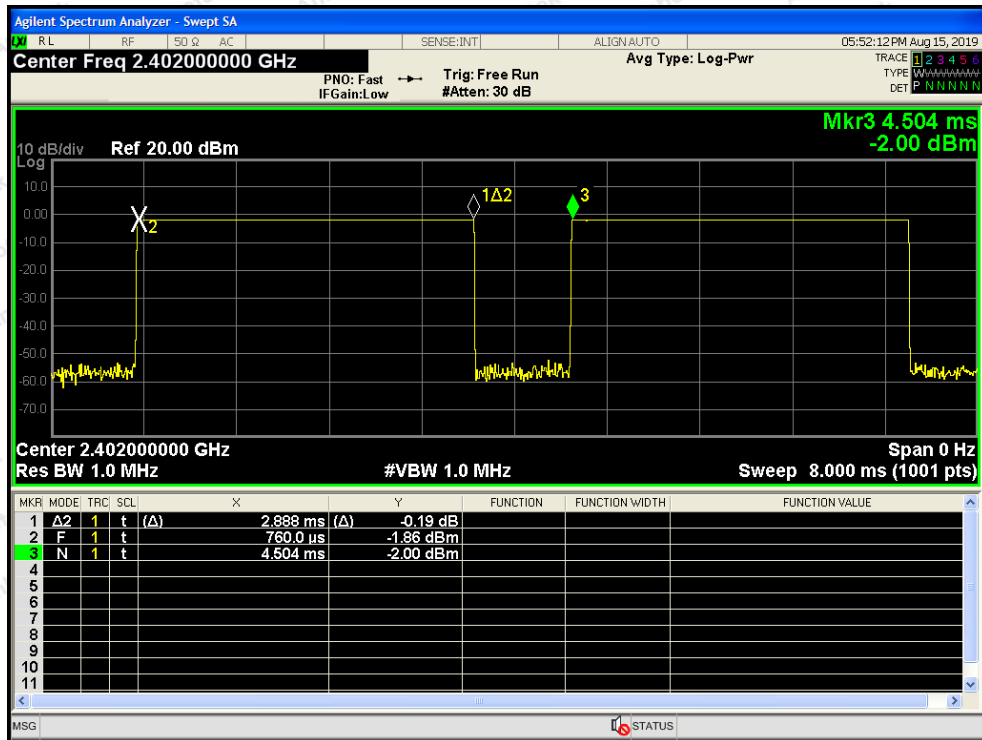 Agilent Spectrum Analyzer - Swept SA
LXI RL RF 50 Ω AC SENSE:INT ALIGNAUTO 05:52:12 PM Aug 15, 2019
Center Freq 2.402000000 GHz Avg Type: Log-Pwr TRACE 1 2 3 4 5 6
PNO: Fast Trig: Free Run TYPE WWWWWW
IFGain:Low #Atten: 30 dB DET P N N N N N
Mkr3 4.504 ms
10 dB/div Ref 20.00 dBm -2.00 dBm
Log
10.0
1Δ2 3
0.00
2
-10.0
-20.0
-30.0
-40.0
-50.0
-60.0
-70.0
Center 2.402000000 GHz Span 0 Hz
Res BW 1.0 MHz #VBW 1.0 MHz Sweep 8.000 ms (1001 pts)
MKR MODE TRC SCL X Y FUNCTION FUNCTION WIDTH FUNCTION VALUE
1 Δ2 1 t (Δ) 2.888 ms (Δ) -0.19 dB
2 F 1 t 760.0 µs -1.86 dBm
3 N 1 t 4.504 ms -2.00 dBm
4
5
6
7
8
9
10
11
MSG STATUS